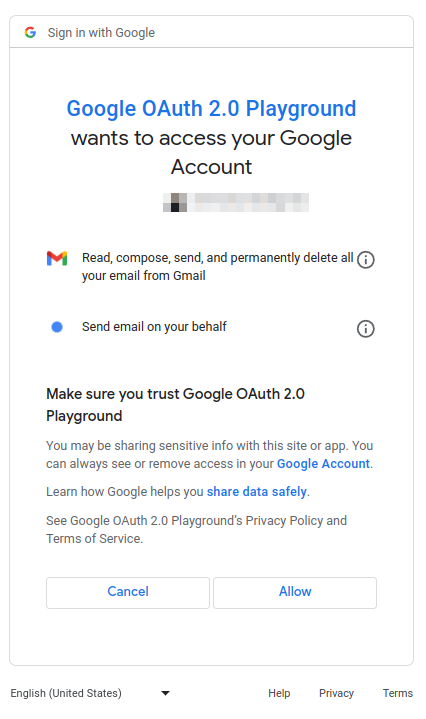 Sign in with Google
Google OAuth 2.0 Playground
wants to access your Google
Account
Read, compose, send, and permanently delete all
your email from Gmail
Send email on your behalf
Make sure you trust Google OAuth 2.0
Playground
You may be sharing sensitive info with this site or app. You
can always see or remove access in your Google Account.
Learn how Google helps you share data safely.
See Google OAuth 2.0 Playground's Privacy Policy and
Terms of Service.
Cancel Allow
English (United States) Help Privacy Terms